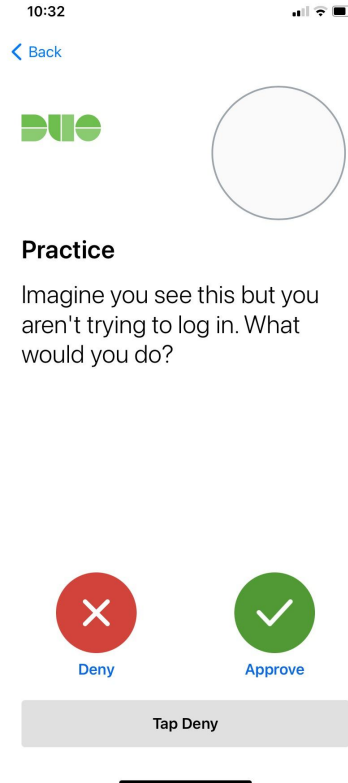 10:32
Back
DUO
Practice
Imagine you see this but you
aren't trying to log in. What
would you do?
Deny
Approve
Tap Deny